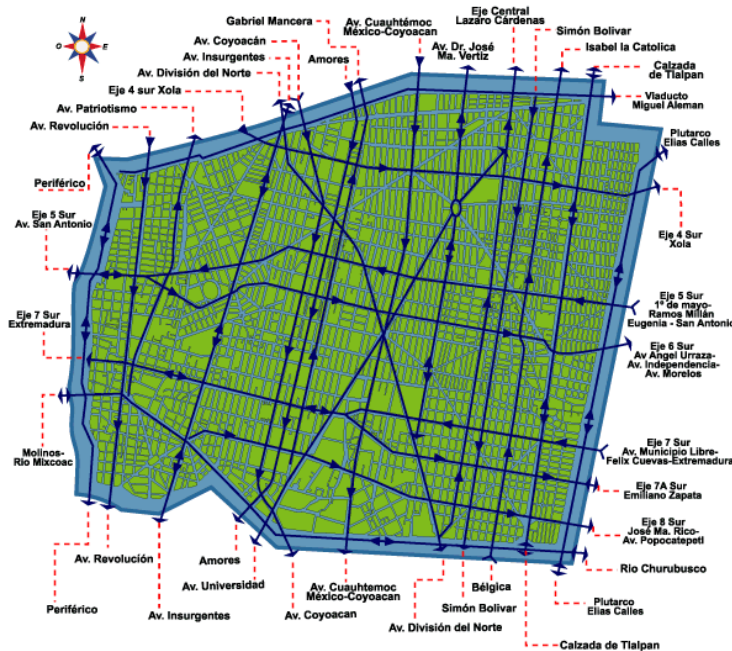 N
O
E
S
Gabriel Mancera
Av. Coyoacán
Av. Insurgentes
Av. División del Norte
Eje 4 sur Xola
Av. Patriotismo
Av. Revolución
Amores
Av. Cuauhtémoc
México-Coyoacan
Av. Dr. José
Ma. Vertiz
Eje Central
Lazaro Cárdenas
Simón Bolivar
Isabel la Catolica
Calzada
de Tlalpan
Viaducto
Miguel Aleman
Plutarco
Elias Calles
Eje 4 Sur
Xola
Eje 5 Sur
1º de mayo-
Ramos Millán
Eugenia - San Antonio
Eje 6 Sur
Av Angel Urraza-
Av. Independencia-
Av. Morelos
Eje 7 Sur
Av. Municipio Libre-
Felix Cuevas-Extremadura
Eje 7A Sur
Emiliano Zapata
Eje 8 Sur
José Ma. Rico-
Av. Popocatepetl
Rio Churubusco
Periférico
Eje 5 Sur
Av. San Antonio
Eje 7 Sur
Extremadura
Molinos-
Rio Mixcoac
Periférico
Av. Revolución
Av. Insurgentes
Amores
Av. Universidad
Av. Coyoacan
Av. Cuauhtemoc
México-Coyoacan
Av. División del Norte
Simón Bolivar
Bélgica
Calzada de Tlalpan
Plutarco
Elias Calles